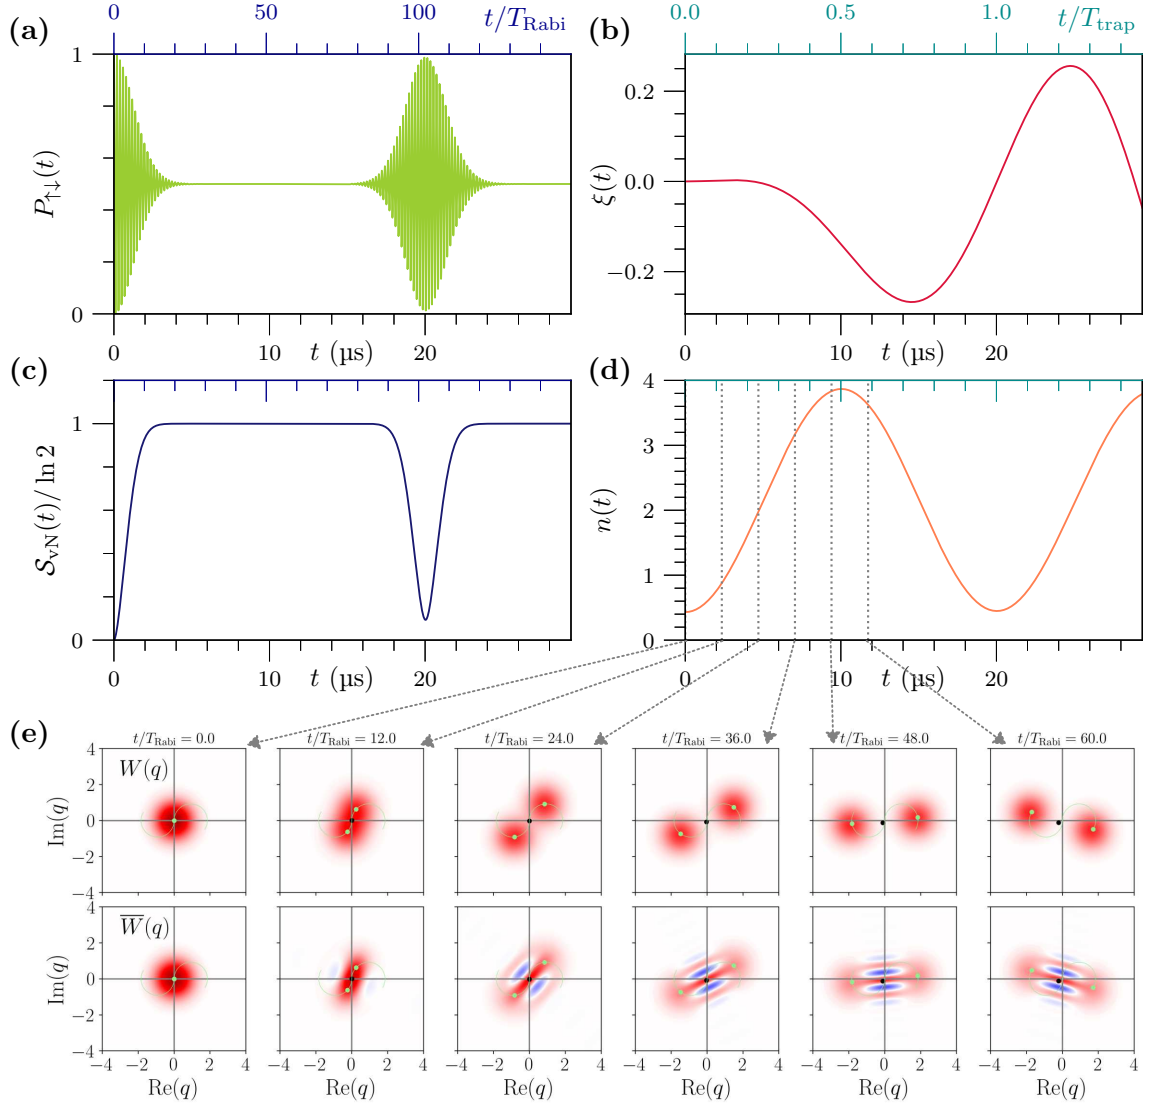 (a)
0 50 100 t/T_Rabi
1
P↑↓(t)
1
0 10 t (µs) 20
(b)
0.0 0.5 1.0 t/T_trap
0.2
0.0
−0.2
ξ(t)
0 10 t (µs) 20
(c)
1
0
S_vN(t)/ ln 2
0 10 t (µs) 20
(d)
4
3
2
1
0
n(t)
0 10 t (µs) 20
(e)
t/T_Rabi = 0.0 t/T_Rabi = 12.0 t/T_Rabi = 24.0 t/T_Rabi = 36.0 t/T_Rabi = 48.0 t/T_Rabi = 60.0
W(q)
4
2
0
−2
−4
Im(q)
W̅(q)
4
2
0
−2
−4
Im(q)
−4 −2 0 2 4 −4 −2 0 2 4 −4 −2 0 2 4 −4 −2 0 2 4 −4 −2 0 2 4 −4 −2 0 2 4
Re(q) Re(q) Re(q) Re(q) Re(q) Re(q)